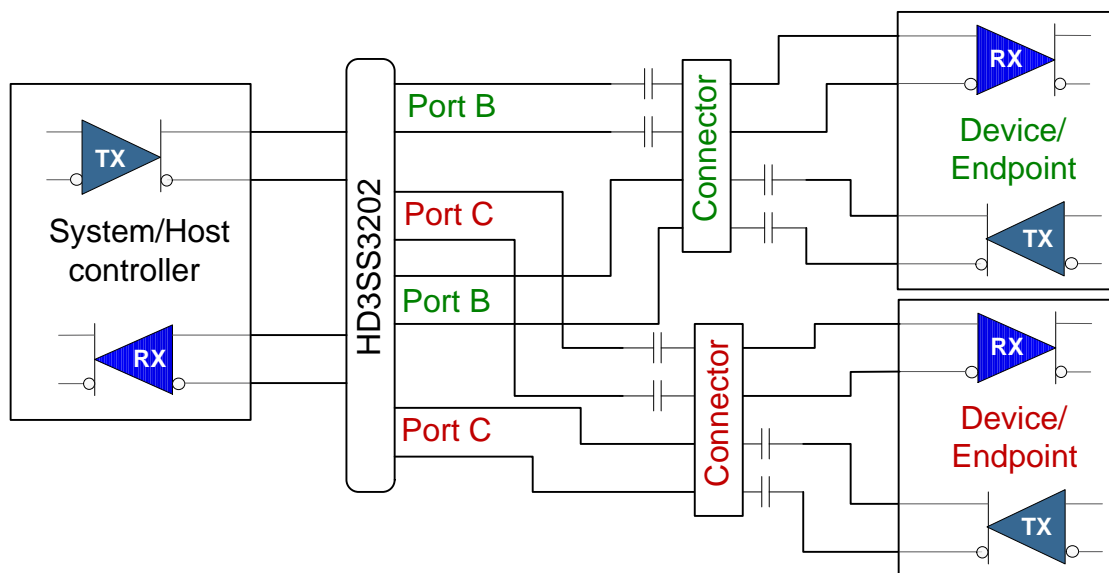 TX
System/Host
controller
RX
HD3SS3202
Port B
Port C
Port B
Port C
Connector
Connector
RX
Device/
Endpoint
TX
RX
Device/
Endpoint
TX